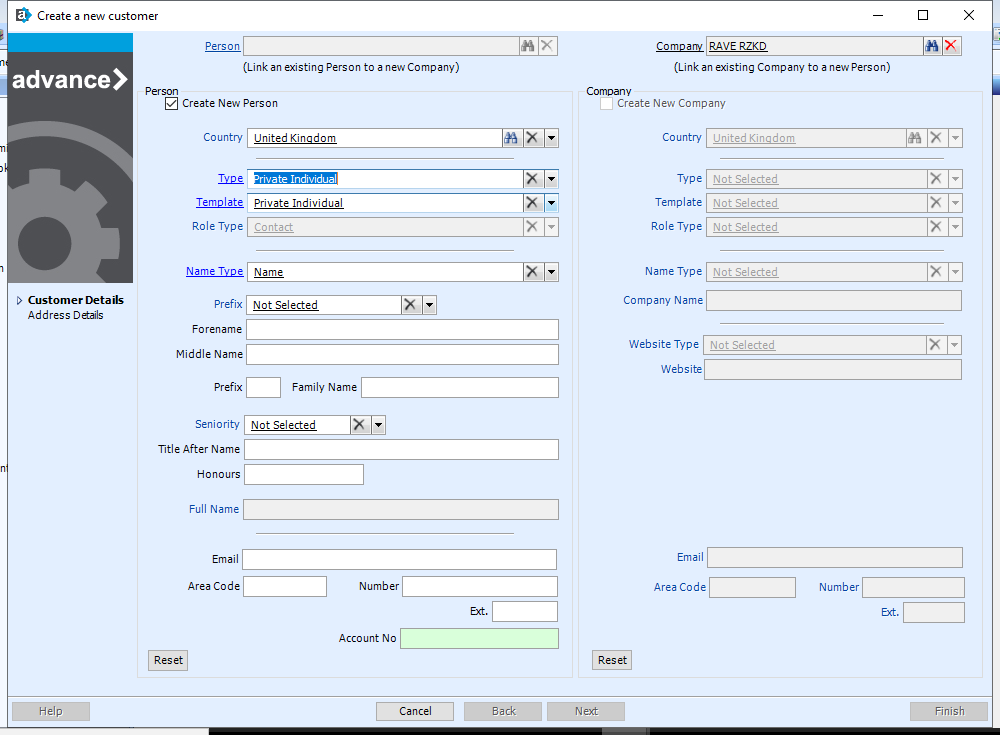 Create a new customer
advance
Customer Details
Address Details
Person
(Link an existing Person to a new Company)
Company RAVE RZKD
(Link an existing Company to a new Person)
Person
Create New Person
Country United Kingdom
Type Private Individual
Template Private Individual
Role Type Contact
Name Type Name
Prefix Not Selected
Forename
Middle Name
Prefix Family Name
Seniority Not Selected
Title After Name
Honours
Full Name
Email
Area Code Number
Ext.
Account No
Reset
Company
Create New Company
Country United Kingdom
Type Not Selected
Template Not Selected
Role Type Not Selected
Name Type Not Selected
Company Name
Website Type Not Selected
Website
Email
Area Code Number
Ext.
Reset
Help Cancel Back Next Finish